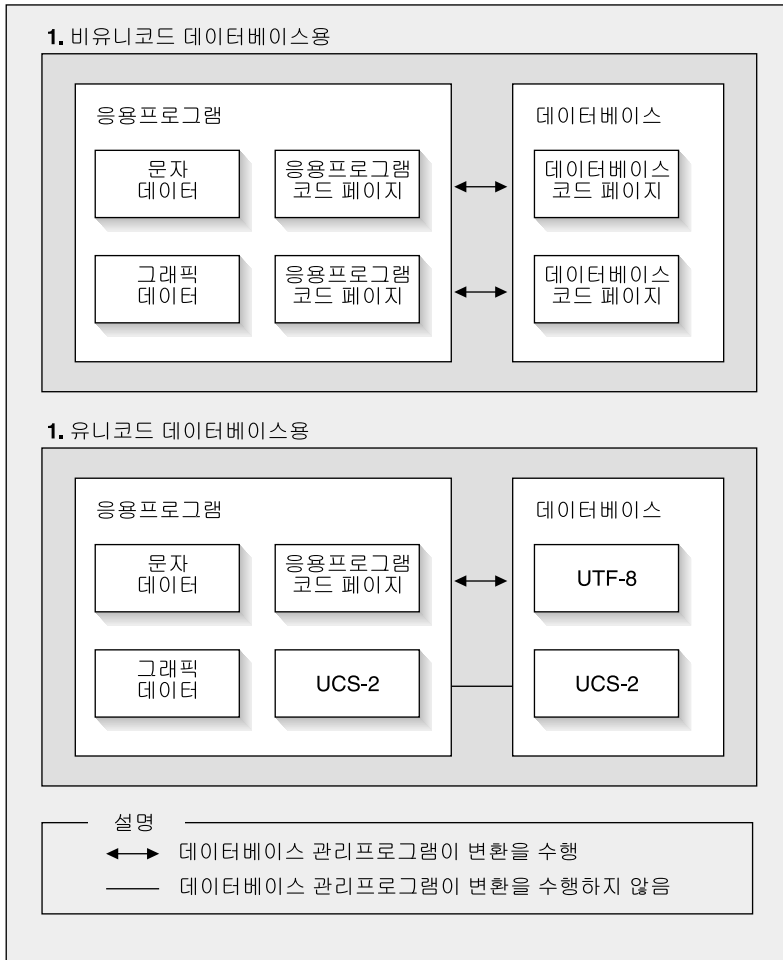 1. 비유니코드 데이터베이스용
응용프로그램
데이터베이스
문자
데이터
응용프로그램
코드 페이지
데이터베이스
코드 페이지
그래픽
데이터
응용프로그램
코드 페이지
데이터베이스
코드 페이지
1. 유니코드 데이터베이스용
응용프로그램
데이터베이스
문자
데이터
응용프로그램
코드 페이지
UTF-8
그래픽
데이터
UCS-2
UCS-2
설명
데이터베이스 관리프로그램이 변환을 수행
데이터베이스 관리프로그램이 변환을 수행하지 않음